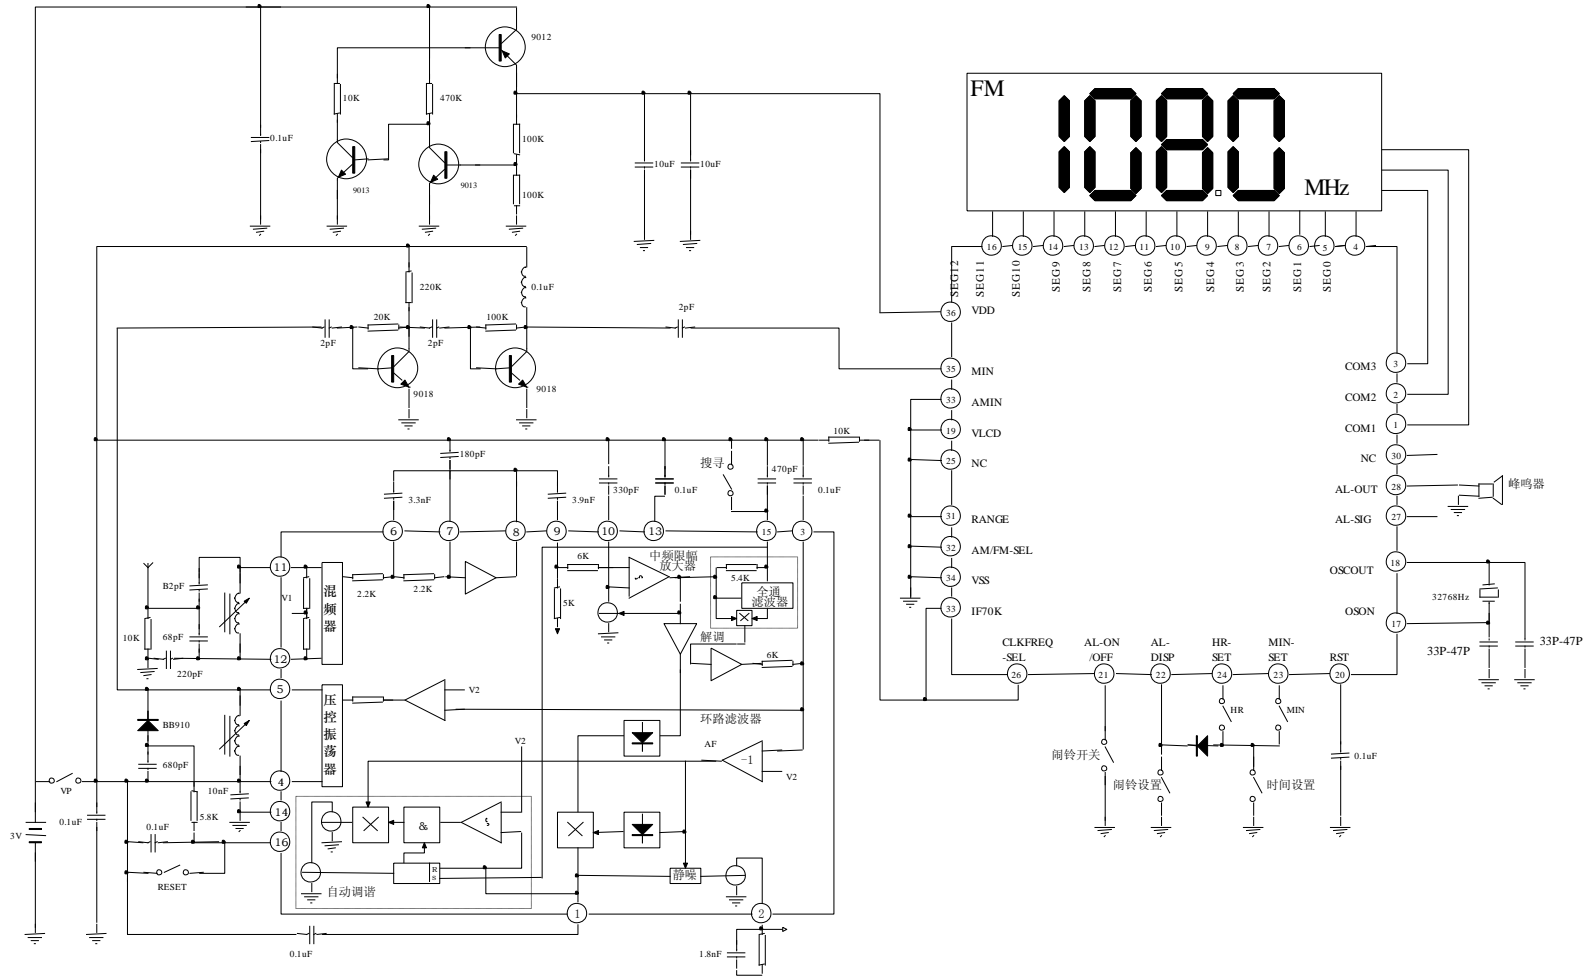 9012
FM
10K
470K
0.1uF
100K
10uF
10uF
9013
9013
100K
1080
MHz
16
15
14
13
12
11
10
9
8
7
6
5
4
SEG12
SEG11
SEG10
SEG9
SEG8
SEG7
SEG6
SEG5
SEG4
SEG3
SEG2
SEG1
SEG0
220K
0.1uF
2pF
20K
100K
2pF
2pF
9018
9018
36
VDD
35
MIN
33
AMIN
19
VLCD
25
NC
31
RANGE
32
AM/FM-SEL
34
VSS
33
IF70K
COM3
3
COM2
2
COM1
1
NC
30
AL-OUT
28
峰鸣器
AL-SIG
27
OSCOUT
18
32768Hz
OSON
17
33P-47P
33P-47P
CLKFREQ
-SEL
AL-ON
/OFF
AL-
DISP
HR-
SET
MIN-
SET
RST
26
21
22
24
23
20
HR
MIN
闹铃开关
闹铃设置
时间设置
0.1uF
10K
180pF
搜寻
3.3nF
3.9nF
330pF
0.1uF
470pF
0.1uF
6
7
8
9
10
13
15
3
11
B2pF
V1
混
频
器
2.2K
2.2K
6K
中频限幅
放大器
5.4K
全通
滤波器
5K
10K
68pF
220pF
12
解调
6K
5
压
控
振
荡
器
V2
BB910
环路滤波器
680pF
V2
AF
-1
V2
4
VP
10nF
14
5.8K
0.1uF
0.1uF
16
3V
RESET
&
R
S
自动调谐
静噪
1
2
0.1uF
1.8nF